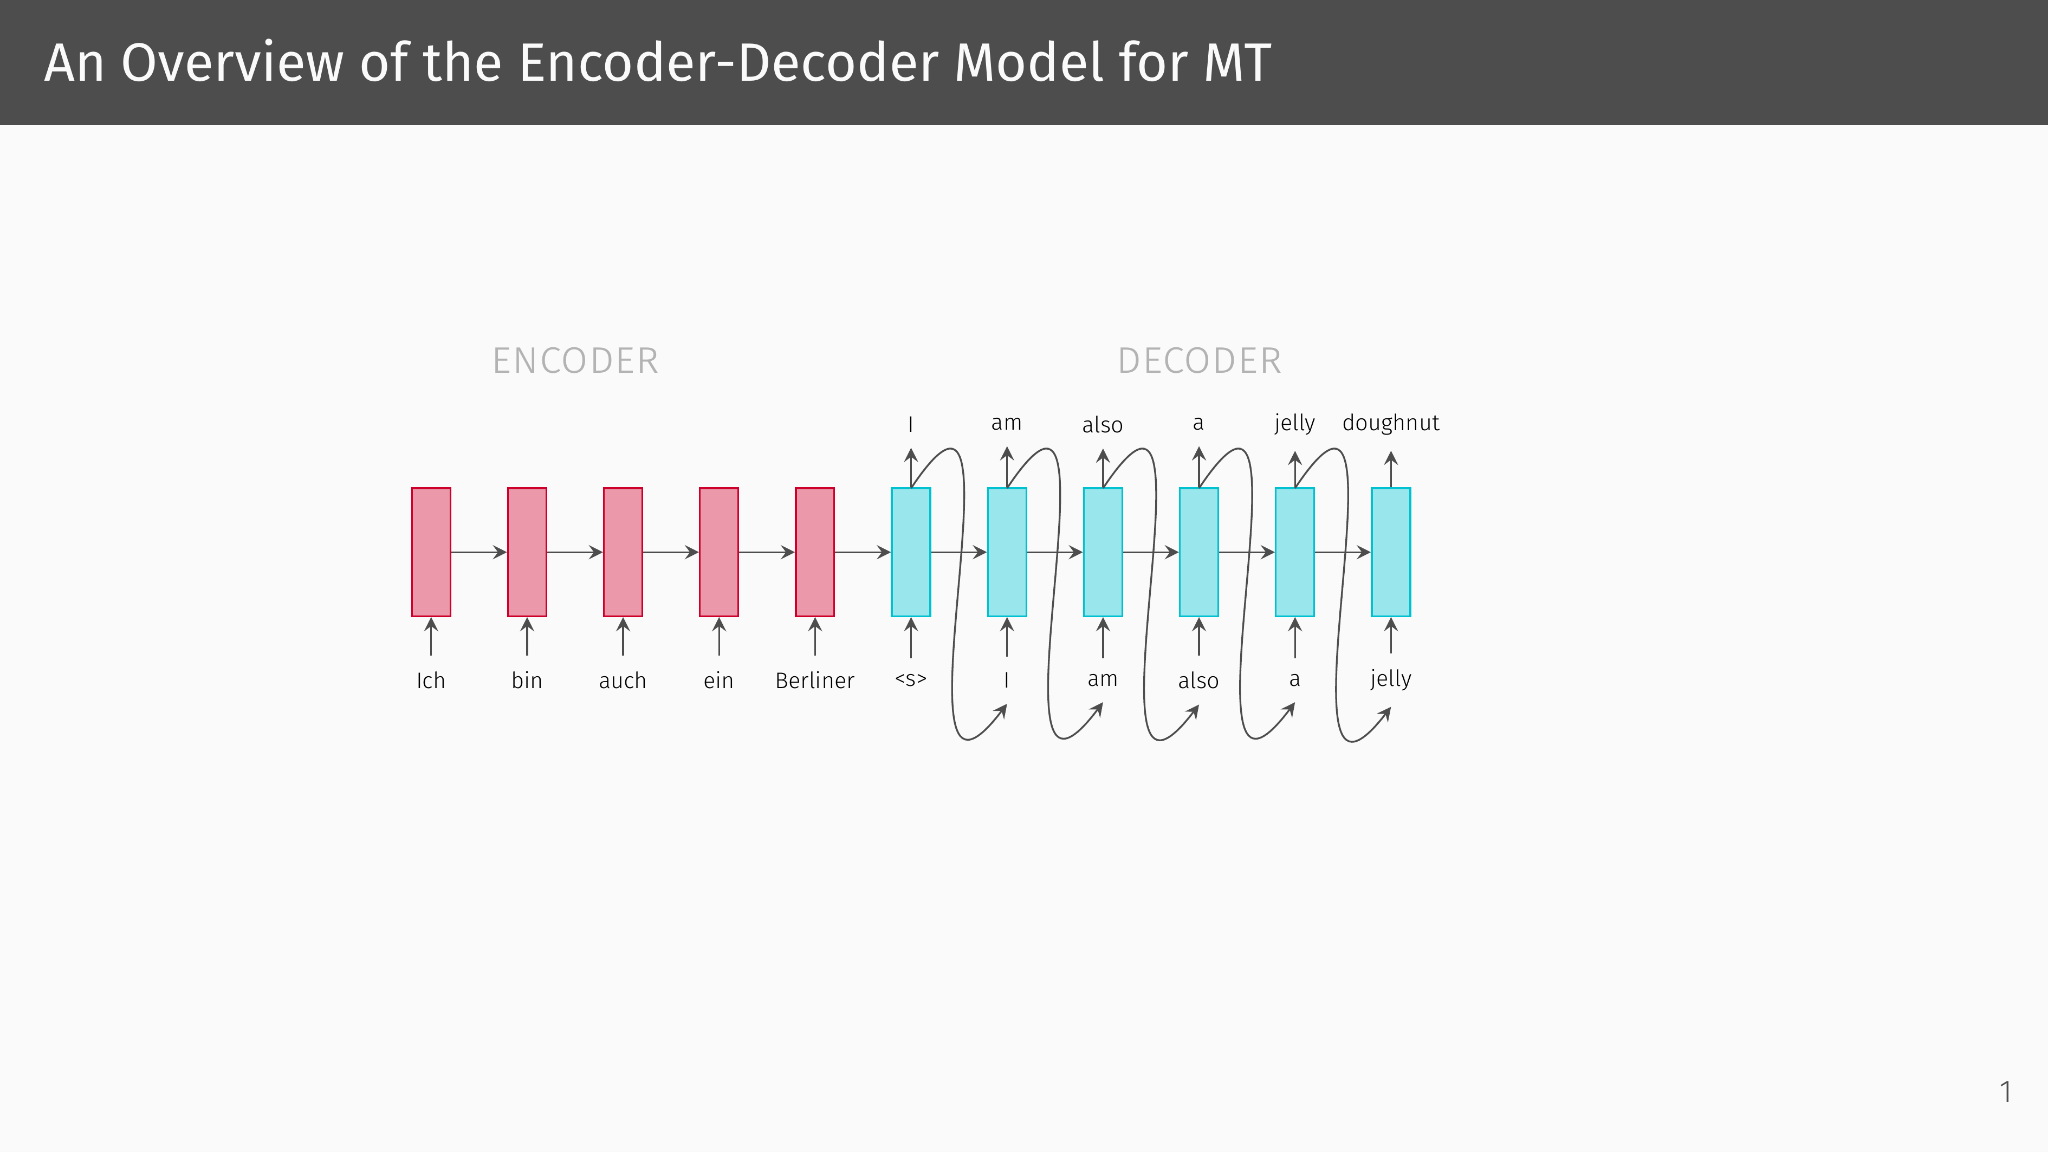 An Overview of the Encoder-Decoder Model for MT
ENCODER
DECODER
I am also a jelly doughnut
Ich bin auch ein Berliner <s> I am also a jelly
1